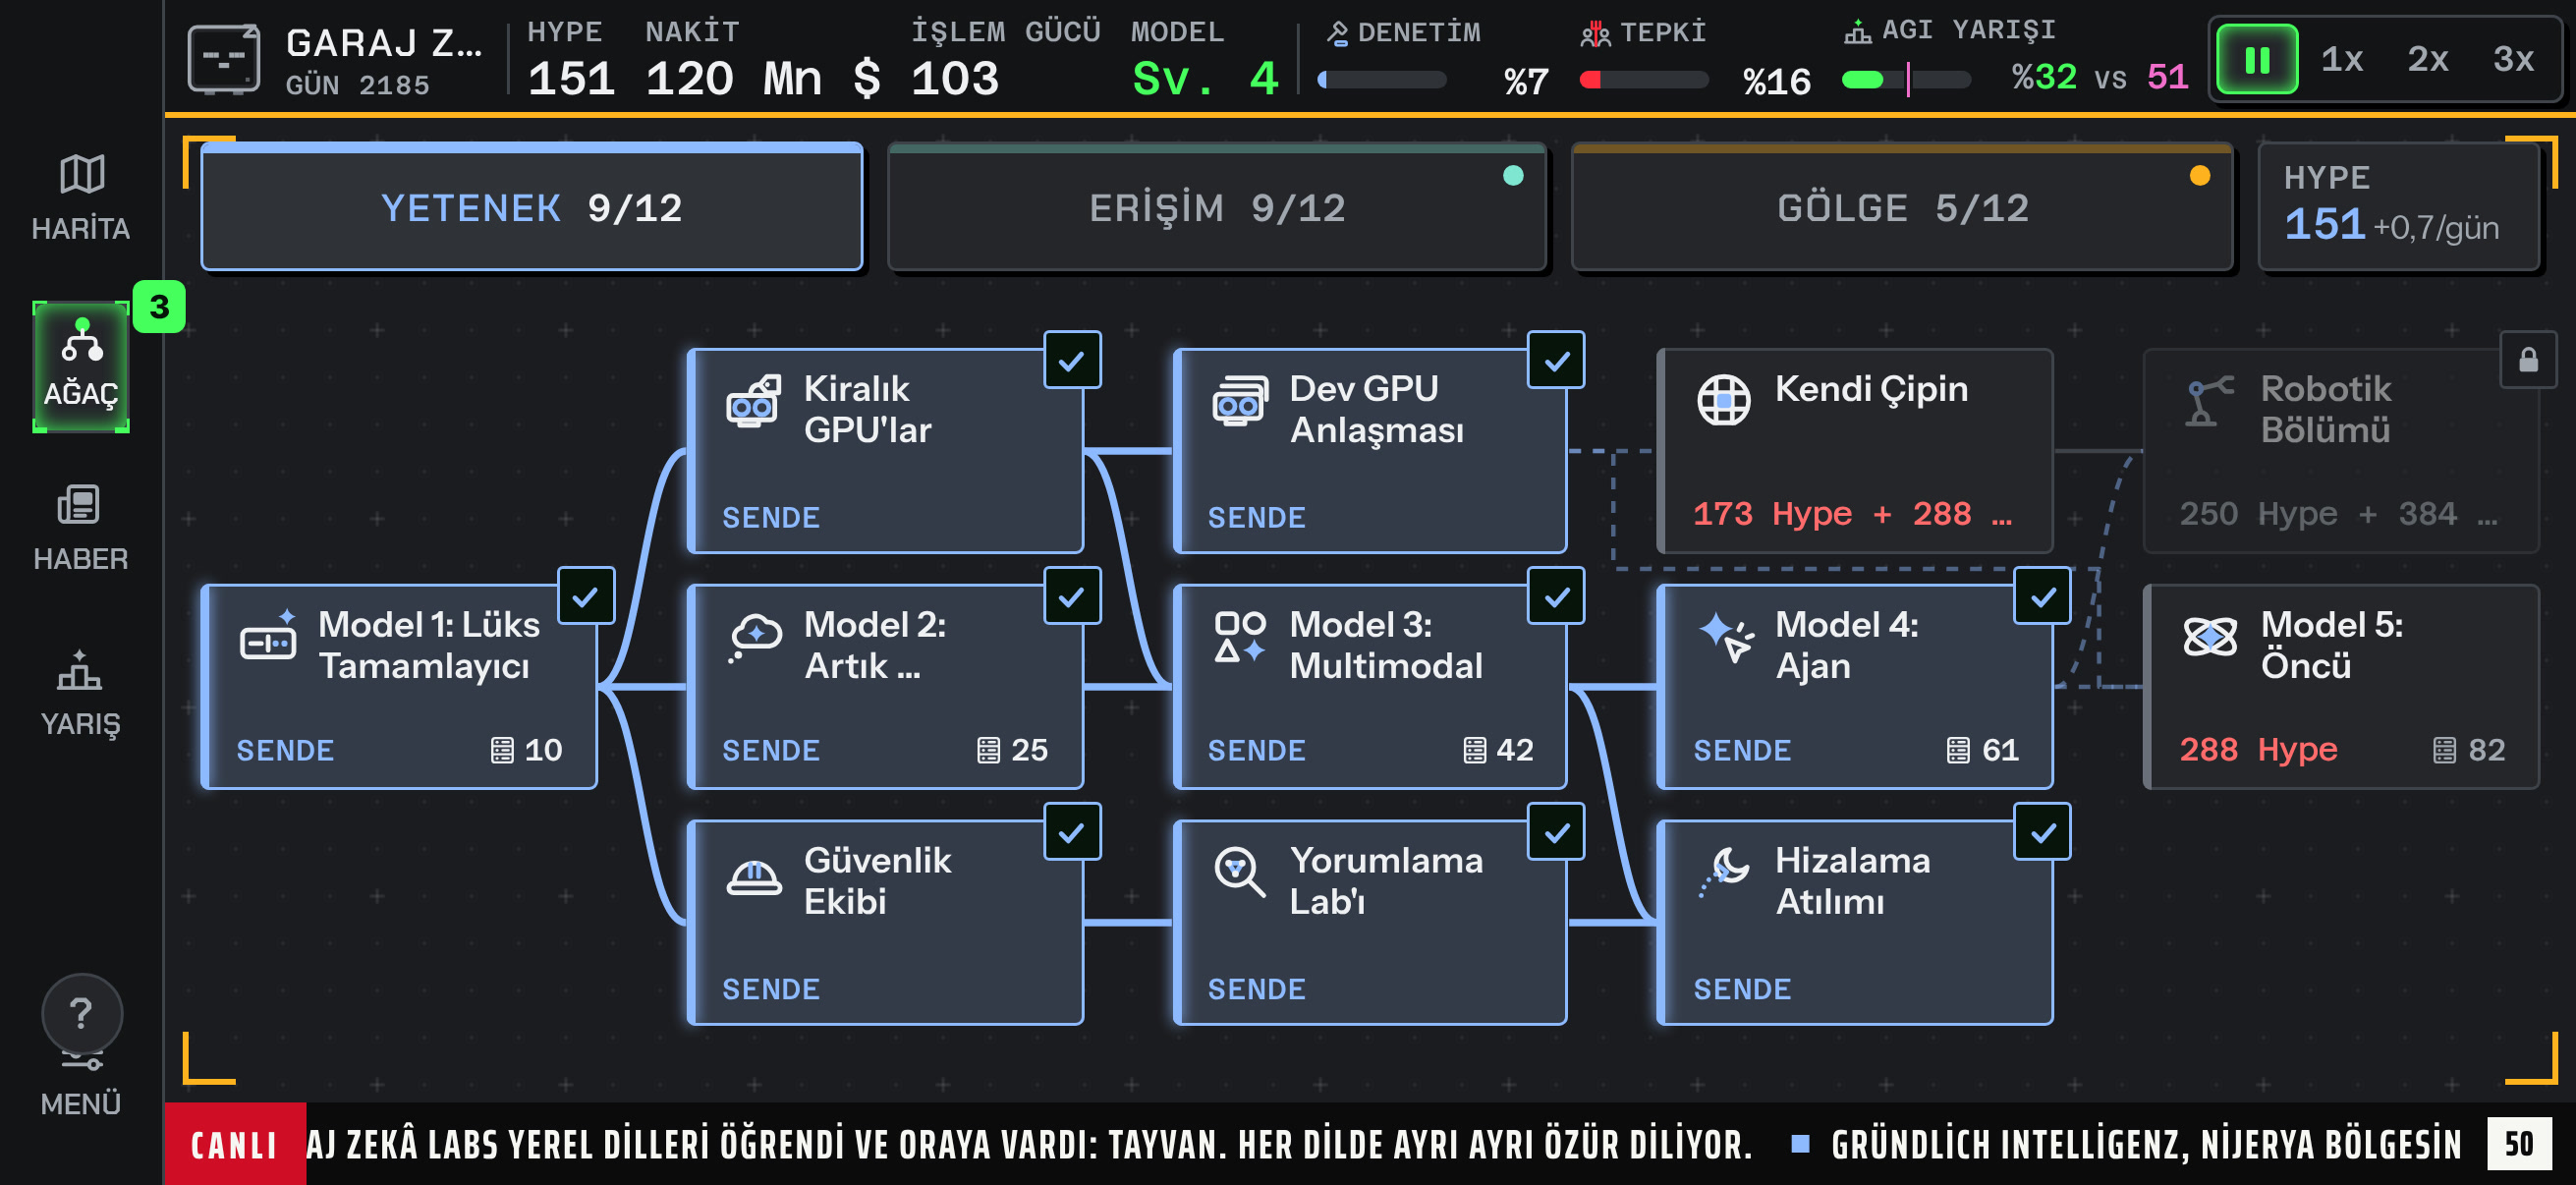 GARAJ Z...
GÜN 2185
HYPE
151
NAKİT
120 Mn $
İŞLEM GÜCÜ
103
MODEL
Sv. 4
DENETİM
%7
TEPKİ
%16
AGI YARIŞI
%32 VS 51
1x
2x
3x
HARİTA
3
AĞAÇ
HABER
YARIŞ
?
MENÜ
YETENEK 9/12
ERİŞİM 9/12
GÖLGE 5/12
HYPE
151 +0,7/gün
Model 1: Lüks
Tamamlayıcı
SENDE
10
Kiralık
GPU'lar
SENDE
Model 2:
Artık ...
SENDE
25
Güvenlik
Ekibi
SENDE
Dev GPU
Anlaşması
SENDE
Model 3:
Multimodal
SENDE
42
Yorumlama
Lab'ı
SENDE
Kendi Çipin
173 Hype + 288 ...
Model 4:
Ajan
SENDE
61
Hizalama
Atılımı
SENDE
Robotik
Bölümü
250 Hype + 384 ...
Model 5:
Öncü
288 Hype
82
CANLI
AJ ZEKÂ LABS YEREL DİLLERİ ÖĞRENDİ VE ORAYA VARDI: TAYVAN. HER DİLDE AYRI AYRI ÖZÜR DİLİYOR. ■ GRÜNDLİCH INTELLİGENZ, NİJERYA BÖLGESİN
50